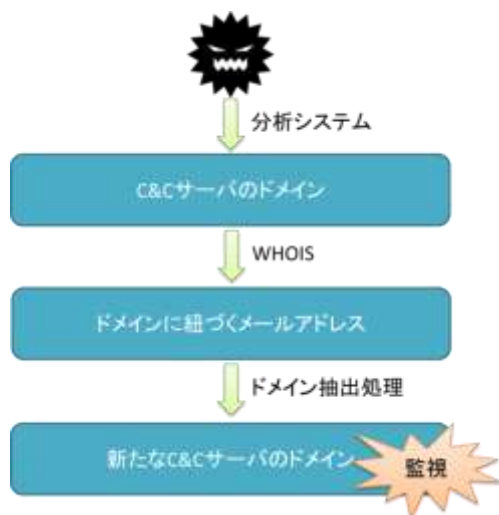 分析システム
C&Cサーバのドメイン
WHOIS
ドメインに紐づくメールアドレス
ドメイン抽出処理
新たなC&Cサーバのドメイン
監視